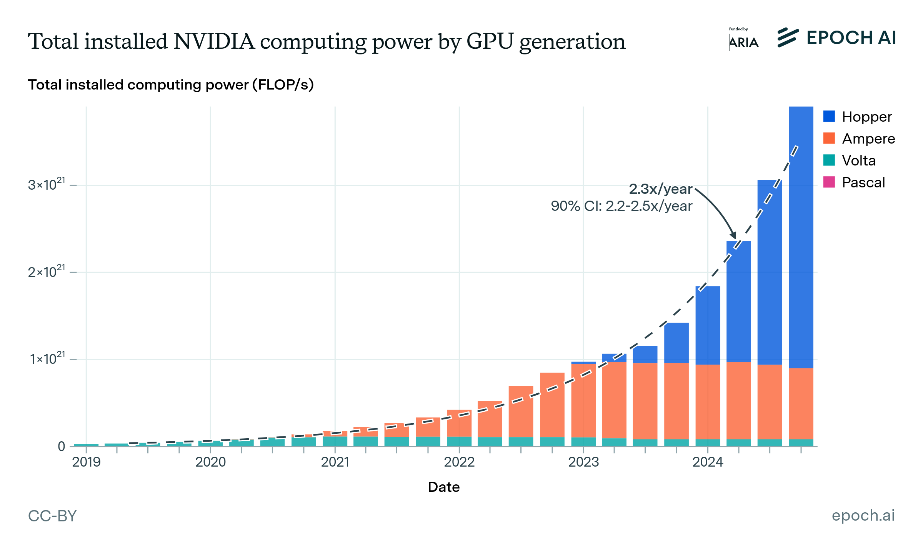 Total installed NVIDIA computing power by GPU generation
Funded by
ARIA
EPOCH AI
Total installed computing power (FLOP/s)
Hopper
Ampere
Volta
Pascal
3×10²¹
2×10²¹
1×10²¹
0
2.3x/year
90% CI: 2.2-2.5x/year
2019
2020
2021
2022
2023
2024
Date
CC-BY
epoch.ai